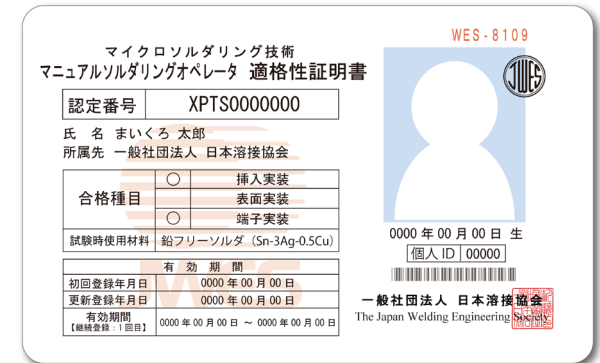 WES-8109
マイクロソルダリング技術
マニュアルソルダリングオペレータ 適格性証明書
JWES
認定番号 XPTS0000000
氏 名 まいくろ 太郎
所属先 一般社団法人 日本溶接協会
合格種目
○ 挿入実装
表面実装
○ 端子実装
試験時使用材料 鉛フリーソルダ（Sn-3Ag-0.5Cu）
有 効 期 間
初回登録年月日 0000 年 00 月 00 日
更新登録年月日 0000 年 00 月 00 日
有効期間
【継続登録：1回目】 0000 年 00 月 00 日 ～ 0000 年 00 月 00 日
0000 年 00 月 00 日 生
個人 ID 00000
一般社団法人 日本溶接協会
The Japan Welding Engineering Society